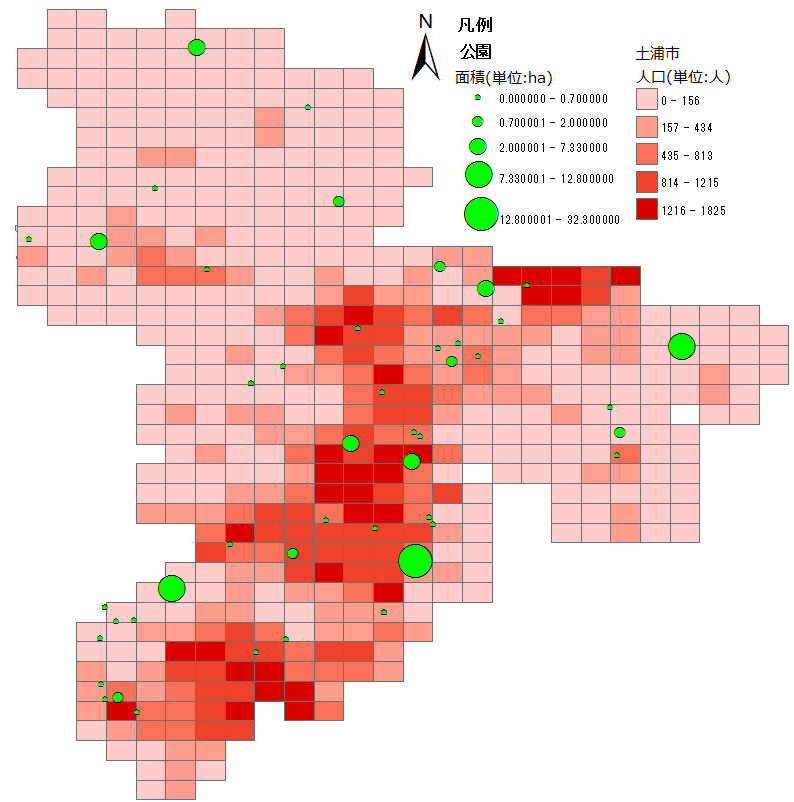 N
凡例
公園
面積(単位:ha)
0.000000 - 0.700000
0.700001 - 2.000000
2.000001 - 7.330000
7.330001 - 12.800000
12.800001 - 32.300000
土浦市
人口(単位:人)
0 - 156
157 - 434
435 - 813
814 - 1215
1216 - 1825